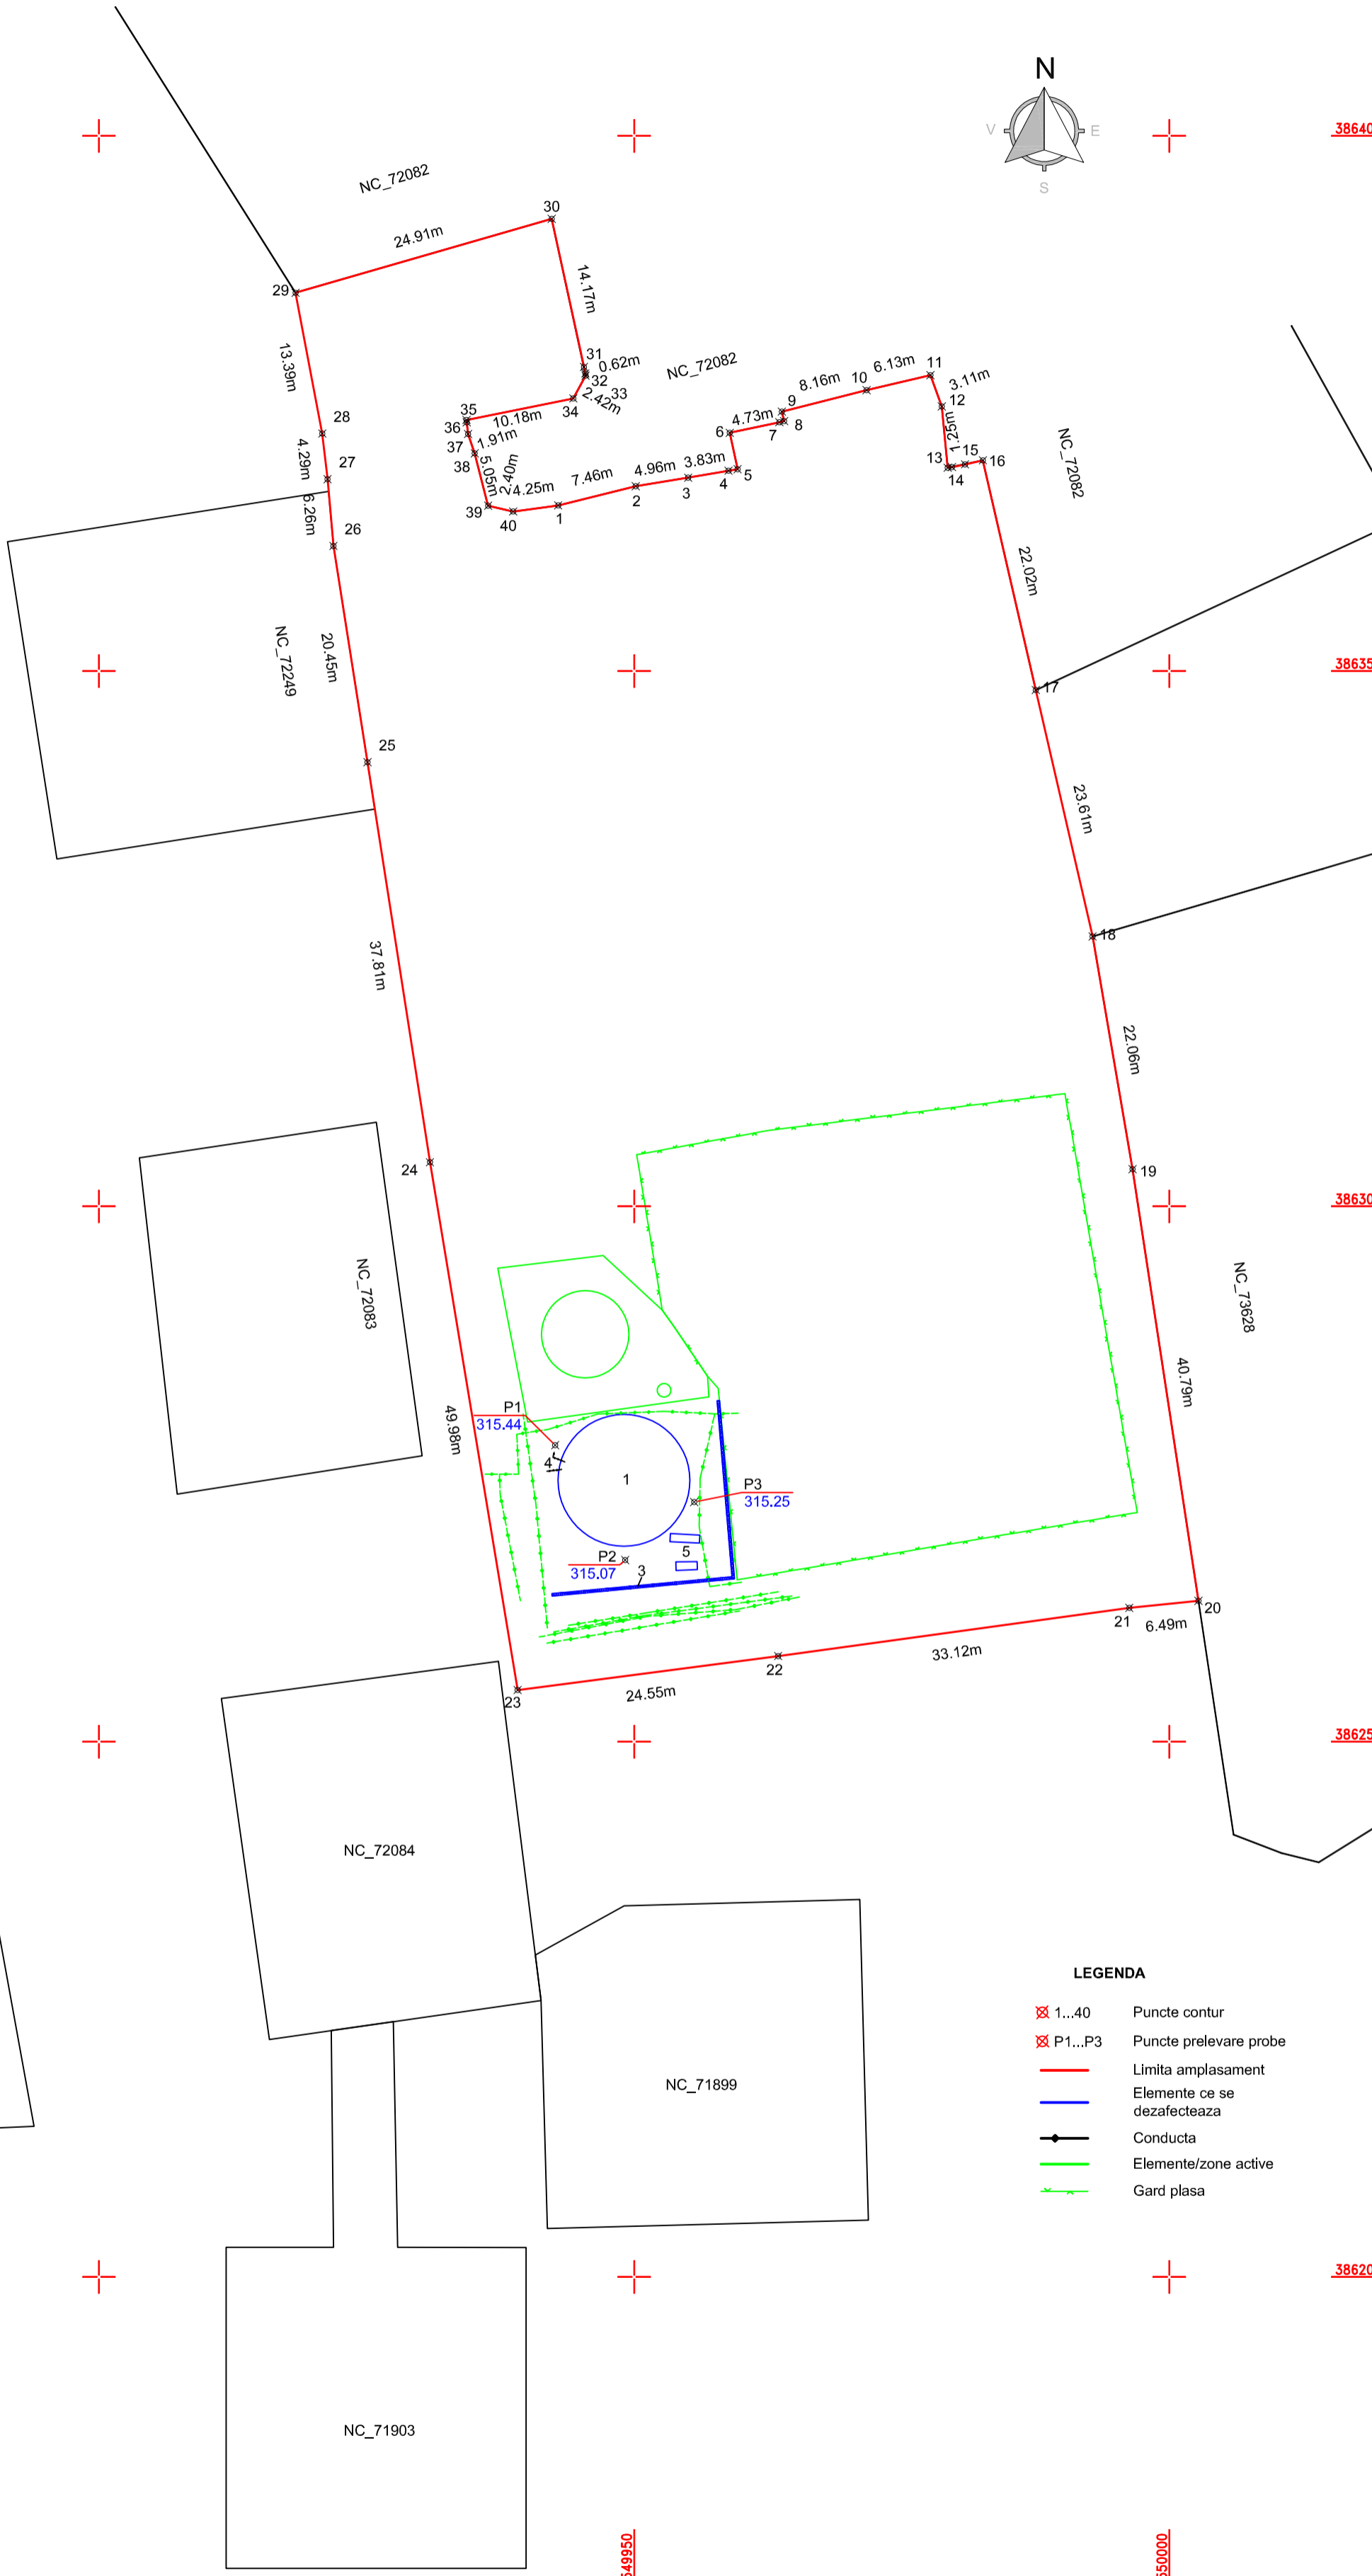 N
V
E
S
38640
NC_72082
30
24.91m
29
14.17m
13.39m
31
0.62m
32
33
2.42m
34
NC_72082
35
10.18m
36
37
1.91m
38
5.05m
2.40m
39
4.25m
40
1
7.46m
2
4.96m
3
3.83m
4
5
6
4.73m
7
8
9
8.16m
10
6.13m
11
3.11m
12
1.25m
13
14
15
16
NC_72082
28
4.29m
27
6.26m
26
22.02m
NC_72249
20.45m
38635
17
25
23.61m
37.81m
18
22.06m
24
19
38630
NC_72083
NC_73628
40.79m
49.98m
P1
315.44
4
1
P3
315.25
5
P2
315.07
3
20
21
6.49m
33.12m
22
24.55m
23
38625
NC_72084
LEGENDA
1...40 Puncte contur
P1...P3 Puncte prelevare probe
Limita amplasament
Elemente ce se
dezafecteaza
Conducta
Elemente/zone active
Gard plasa
NC_71899
38620
NC_71903